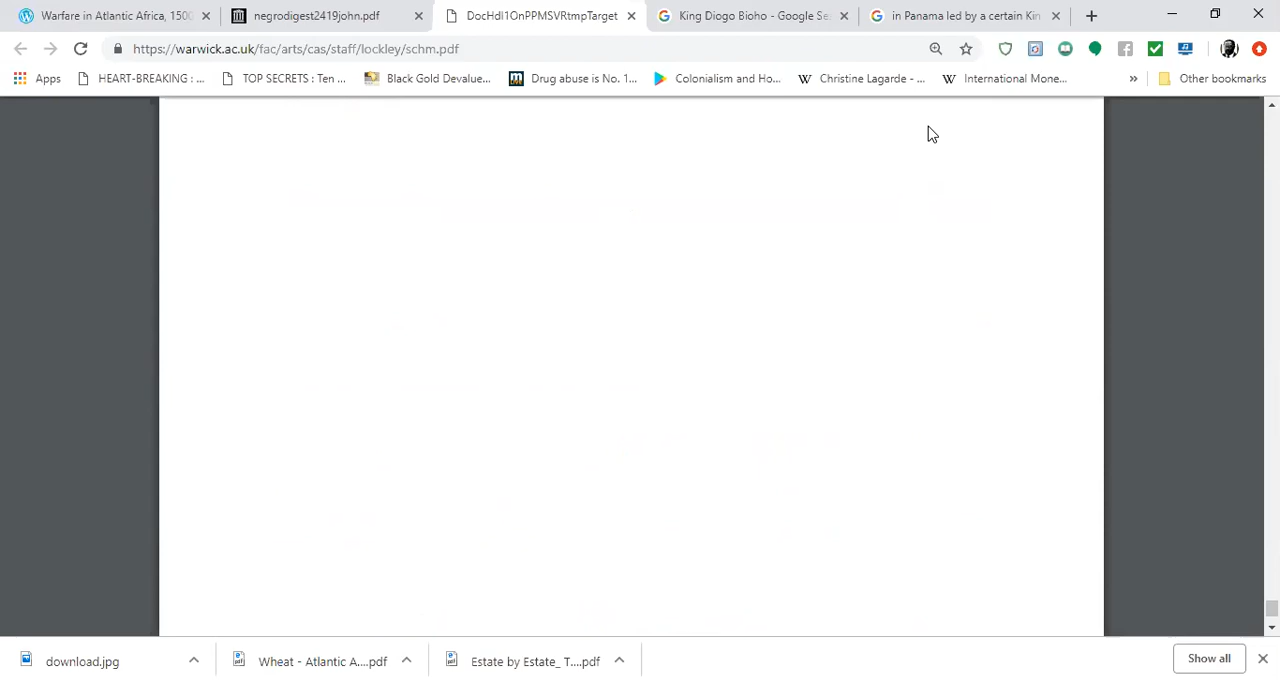 Warfare in Atlantic Africa, 1500
negrodigest2419john.pdf
DocHdl1OnPPMSVRtmpTarget
King Diogo Bioho - Google Se
in Panama led by a certain Kin
https://warwick.ac.uk/fac/arts/cas/staff/lockley/schm.pdf
Apps
HEART-BREAKING : ...
TOP SECRETS : Ten ...
Black Gold Devalue...
Drug abuse is No. 1...
Colonialism and Ho...
Christine Lagarde - ...
International Mone...
»
Other bookmarks
download.jpg
Wheat - Atlantic A....pdf
Estate by Estate_ T....pdf
Show all